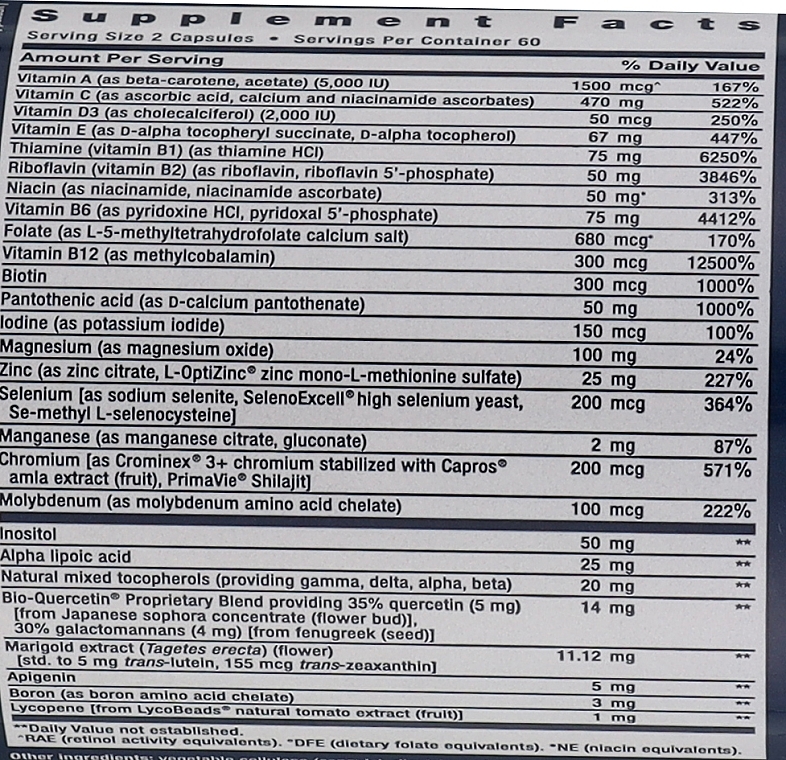 Supplement Facts
Serving Size 2 Capsules • Servings Per Container 60
Amount Per Serving % Daily Value
Vitamin A (as beta-carotene, acetate) (5,000 IU) 1500 mcg^ 167%
Vitamin C (as ascorbic acid, calcium and niacinamide ascorbates) 470 mg 522%
Vitamin D3 (as cholecalciferol) (2,000 IU) 50 mcg 250%
Vitamin E (as D-alpha tocopheryl succinate, D-alpha tocopherol) 67 mg 447%
Thiamine (vitamin B1) (as thiamine HCl) 75 mg 6250%
Riboflavin (vitamin B2) (as riboflavin, riboflavin 5'-phosphate) 50 mg 3846%
Niacin (as niacinamide, niacinamide ascorbate) 50 mg* 313%
Vitamin B6 (as pyridoxine HCl, pyridoxal 5'-phosphate) 75 mg 4412%
Folate (as L-5-methyltetrahydrofolate calcium salt) 680 mcg* 170%
Vitamin B12 (as methylcobalamin) 300 mcg 12500%
Biotin 300 mcg 1000%
Pantothenic acid (as D-calcium pantothenate) 50 mg 1000%
Iodine (as potassium iodide) 150 mcg 100%
Magnesium (as magnesium oxide) 100 mg 24%
Zinc (as zinc citrate, L-OptiZinc® zinc mono-L-methionine sulfate) 25 mg 227%
Selenium [as sodium selenite, SelenoExcell® high selenium yeast, 200 mcg 364%
Se-methyl L-selenocysteine]
Manganese (as manganese citrate, gluconate) 2 mg 87%
Chromium [as Crominex® 3+ chromium stabilized with Capros® 200 mcg 571%
amla extract (fruit), PrimaVie® Shilajit]
Molybdenum (as molybdenum amino acid chelate) 100 mcg 222%
Inositol 50 mg **
Alpha lipoic acid 25 mg **
Natural mixed tocopherols (providing gamma, delta, alpha, beta) 20 mg **
Bio-Quercetin® Proprietary Blend providing 35% quercetin (5 mg) 14 mg **
[from Japanese sophora concentrate (flower bud)],
30% galactomannans (4 mg) [from fenugreek (seed)]
Marigold extract (Tagetes erecta) (flower) 11.12 mg **
[std. to 5 mg trans-lutein, 155 mcg trans-zeaxanthin]
Apigenin 5 mg **
Boron (as boron amino acid chelate) 3 mg **
Lycopene [from LycoBeads® natural tomato extract (fruit)] 1 mg **
**Daily Value not established.
^RAE (retinol activity equivalents). *DFE (dietary folate equivalents). *NE (niacin equivalents).
Other ingredients: vegetable cellulose